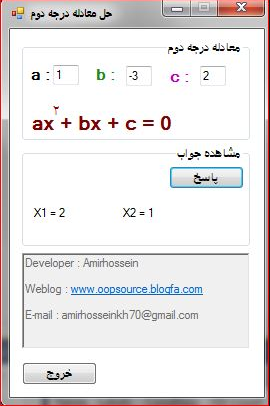 حل معادله درجه دوم
معادله درجه دوم
a : 1 b : -3 c : 2
ax² + bx + c = 0
مشاهده جواب
پاسخ
X1 = 2 X2 = 1
Developer : Amirhossein
Weblog : www.oopsource.blogfa.com
E-mail : amirhosseinkh70@gmail.com
خروج